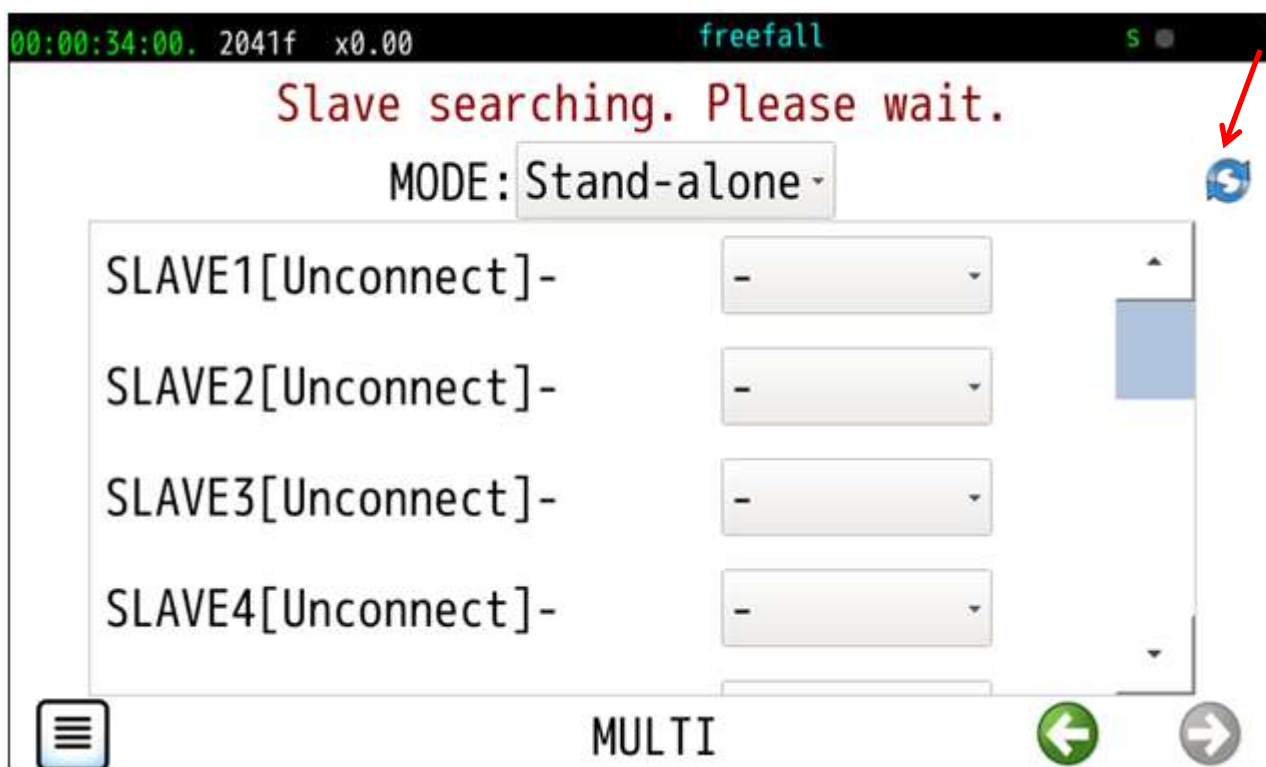 00:00:34:00. 2041f x0.00 freefall S
Slave searching. Please wait.
MODE: Stand-alone
SLAVE1[Unconnect]- -
SLAVE2[Unconnect]- -
SLAVE3[Unconnect]- -
SLAVE4[Unconnect]- -
MULTI